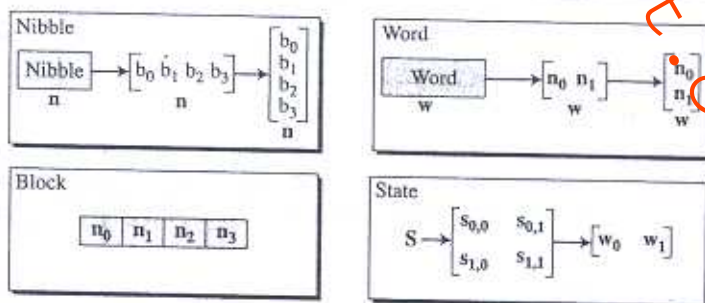 Nibble
Nibble
n
b0 b1 b2 b3
n
b0
b1
b2
b3
n
Word
Word
w
n0 n1
w
n0
n1
w
Block
n0 n1 n2 n3
State
S
s0,0 s0,1
s1,0 s1,1
w0 w1